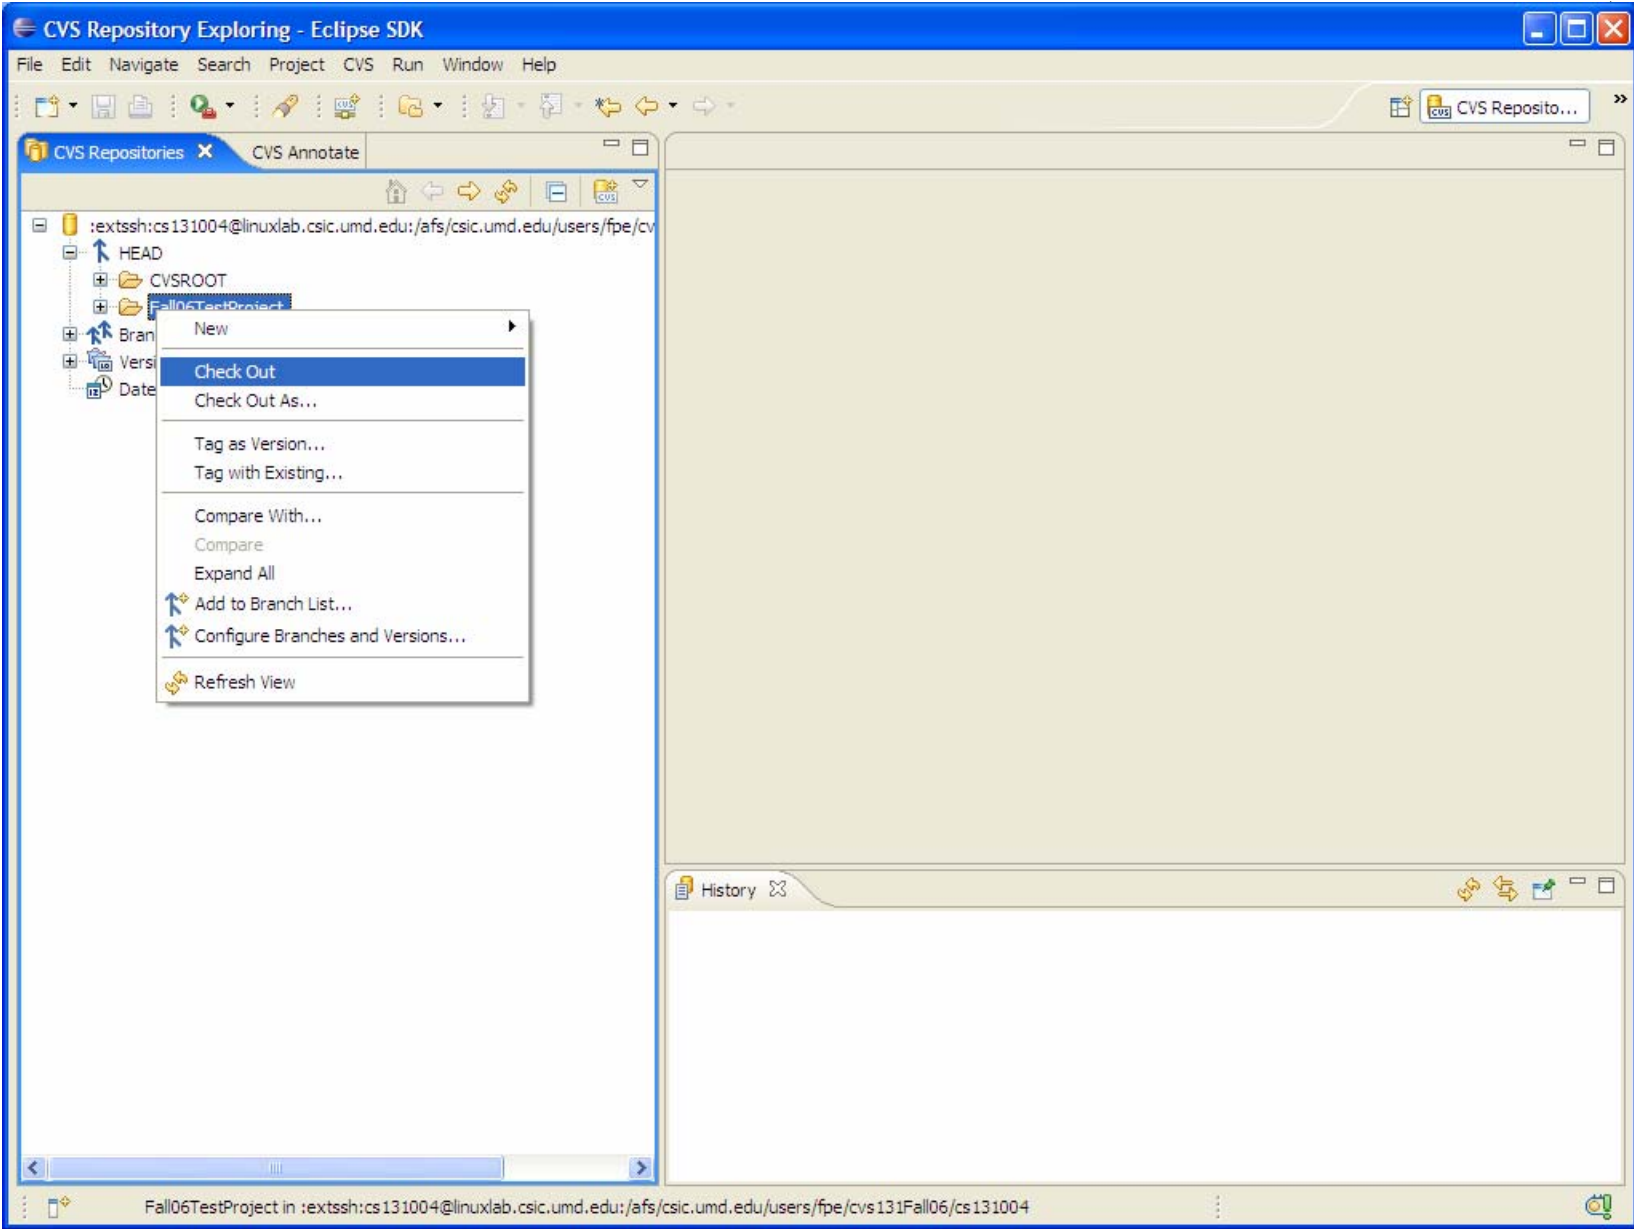 CVS Repository Exploring - Eclipse SDK
File Edit Navigate Search Project CVS Run Window Help
CVS Reposito... »
CVS Repositories CVS Annotate
:extssh:cs131004@linuxlab.csic.umd.edu:/afs/csic.umd.edu/users/fpe/cv
HEAD
CVSROOT
Fall06TestProject
Bran
Versi
Date
New
Check Out
Check Out As...
Tag as Version...
Tag with Existing...
Compare With...
Compare
Expand All
Add to Branch List...
Configure Branches and Versions...
Refresh View
History
Fall06TestProject in :extssh:cs131004@linuxlab.csic.umd.edu:/afs/csic.umd.edu/users/fpe/cvs131Fall06/cs131004